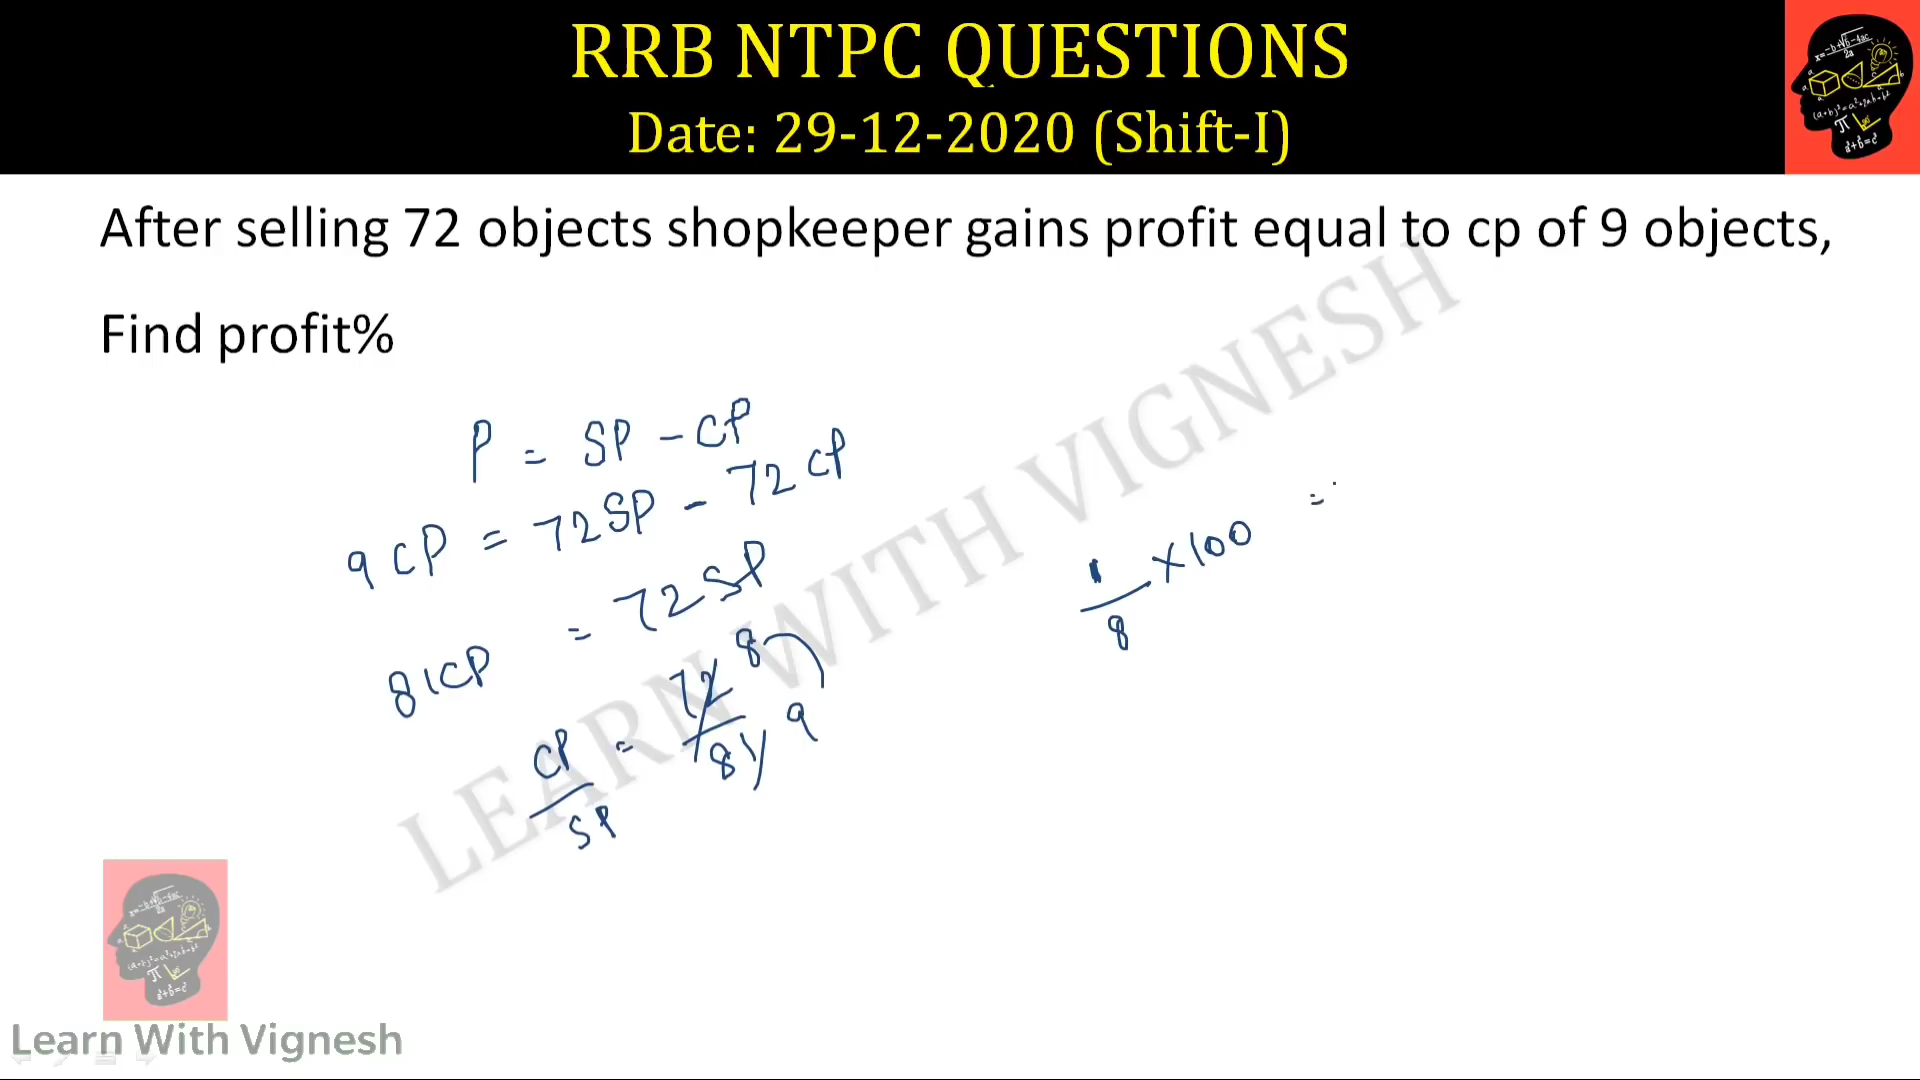 RRB NTPC QUESTIONS
Date: 29-12-2020 (Shift-I)
After selling 72 objects shopkeeper gains profit equal to cp of 9 objects,
Find profit%
P = SP - CP
9 CP = 72 SP - 72 CP
81CP = 72 SP
CP/SP = 72/81 8 9
1/8 × 100 =
LEARN WITH VIGNESH
Learn With Vignesh